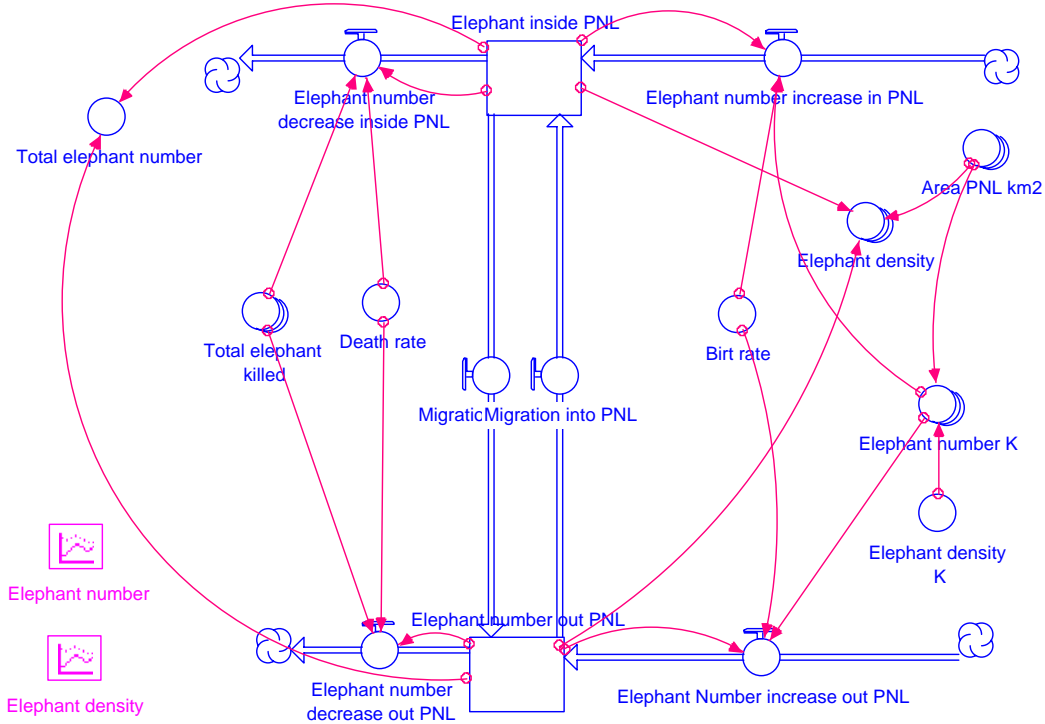 Elephant inside PNL
Elephant number
decrease inside PNL
Elephant number increase in PNL
Total elephant number
Area PNL km2
Elephant density
Total elephant
killed
Death rate
Birt rate
Migration into PNL
Elephant number K
Elephant density
K
Elephant number
Elephant number out PNL
Elephant density
Elephant number
decrease out PNL
Elephant Number increase out PNL